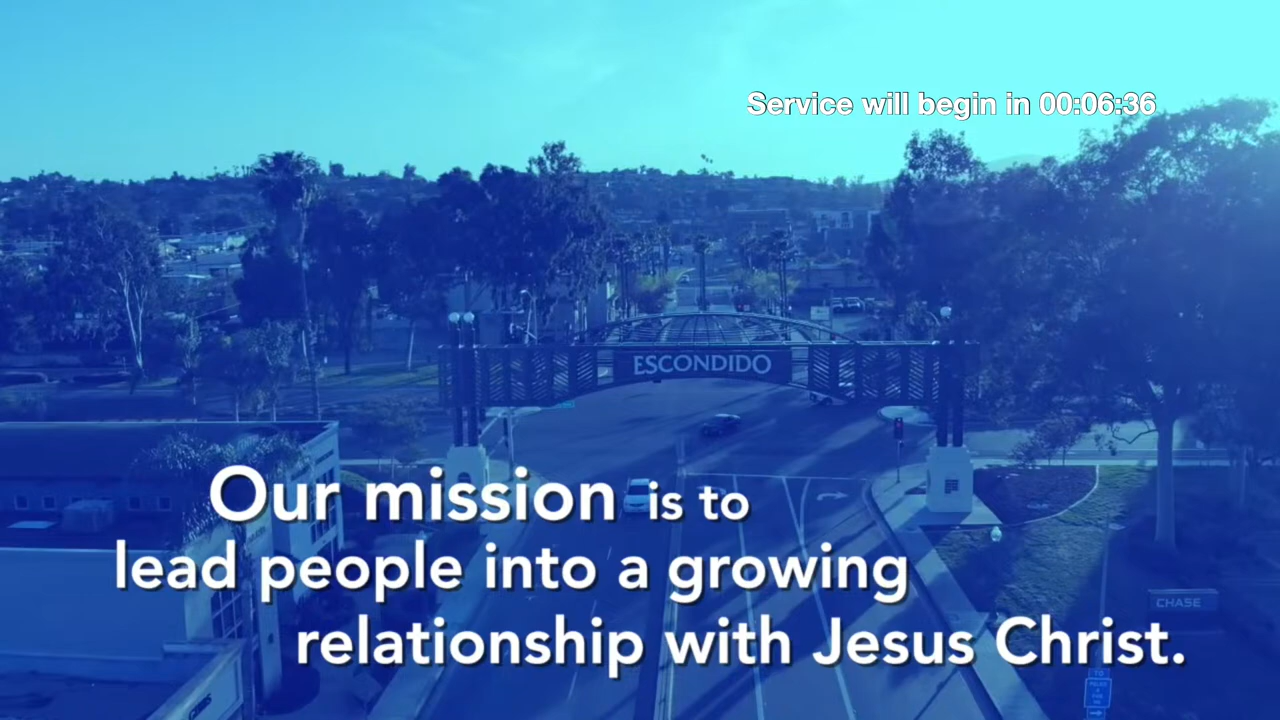 Service will begin in 00:06:36
ESCONDIDO
Our mission is to
lead people into a growing
relationship with Jesus Christ.
CHASE